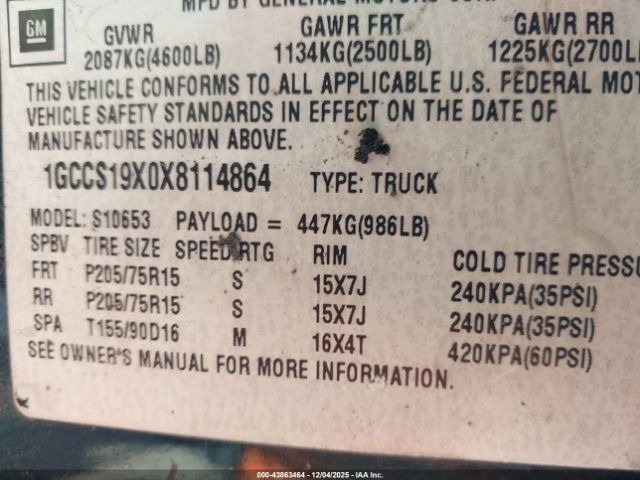 MFD BY GENERAL MOTORS CORP
GM
GVWR GAWR FRT GAWR RR
2087KG(4600LB) 1134KG(2500LB) 1225KG(2700L
THIS VEHICLE CONFORMS TO ALL APPLICABLE U.S. FEDERAL MOT
VEHICLE SAFETY STANDARDS IN EFFECT ON THE DATE OF
MANUFACTURE SHOWN ABOVE.
1GCCS19X0X8114864 TYPE: TRUCK
MODEL: S10653 PAYLOAD = 447KG(986LB)
SPBV TIRE SIZE SPEED RTG RIM COLD TIRE PRESSU
FRT P205/75R15 S 15X7J 240KPA(35PSI)
RR P205/75R15 S 15X7J 240KPA(35PSI)
SPA T155/90D16 M 16X4T 420KPA(60PSI)
SEE OWNER'S MANUAL FOR MORE INFORMATION.
000-43863464 - 12/04/2025 - IAA Inc.